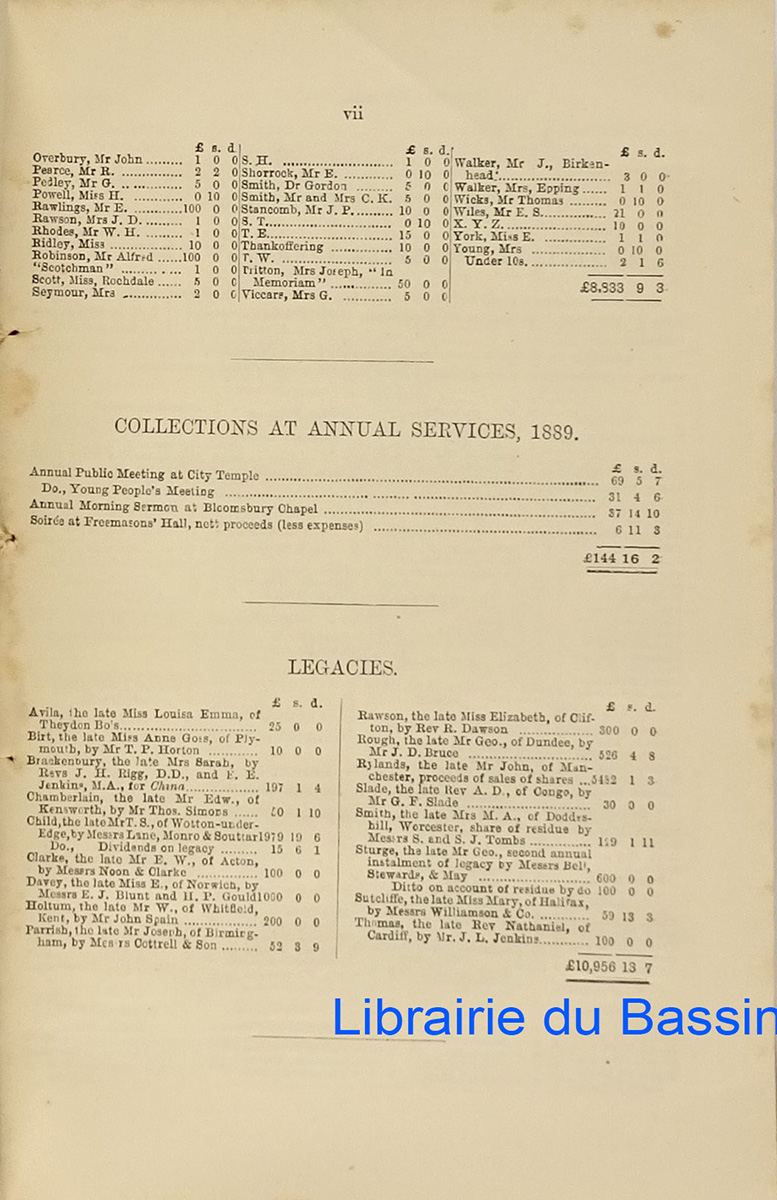 vii
£ s. d.
Overbury, Mr John ......... 1 0 0
Pearce, Mr R. ............... 2 2 0
Pedley, Mr G. ............... 5 0 0
Powell, Miss H. ............ 0 10 0
Rawlings, Mr E. ............100 0 0
Rawson, Mrs J. D. ......... 1 0 0
Rhodes, Mr W. H. ......... 1 0 0
Ridley, Miss ............... 10 0 0
Robinson, Mr Alfred ......100 0 0
"Scotchman" ............... 1 0 0
Scott, Miss, Rochdale ...... 5 0 0
Seymour, Mrs ............... 2 0 0
£ s. d.
S. H. ........................... 1 0 0
Shorrock, Mr E. ............ 0 10 0
Smith, Dr Gordon ......... 5 0 0
Smith, Mr and Mrs C. K. 5 0 0
Stancomb, Mr J. P. ......... 10 0 0
S. T. ........................... 0 10 0
T. E. ........................... 15 0 0
Thankoffering ............... 10 0 0
T. W. ........................... 5 0 0
Tritton, Mrs Joseph, "In
Memoriam" ............... 50 0 0
Viccars, Mrs G. ............ 5 0 0
£ s. d.
Walker, Mr J., Birken-
head ........................... 3 0 0
Walker, Mrs, Epping ...... 1 1 0
Wicks, Mr Thomas ......... 0 10 0
Wiles, Mr E. S. ............... 21 0 0
X. Y. Z. ........................ 10 0 0
York, Miss E. ............... 1 1 0
Young, Mrs ............... 0 10 0
Under 10s. .................. 2 1 6
£8,833 9 3
COLLECTIONS AT ANNUAL SERVICES, 1889.
£ s. d.
Annual Public Meeting at City Temple ........................ 69 5 7
Do., Young People's Meeting ........................ 31 4 6
Annual Morning Sermon at Bloomsbury Chapel ........................ 37 14 10
Soirée at Freemasons' Hall, nett proceeds (less expenses) ........................ 6 11 3
£144 16 2
LEGACIES.
£ s. d.
Avila, the late Miss Louisa Emma, of
Theydon Bois ........................ 25 0 0
Birt, the late Miss Anne Gois, of Ply-
mouth, by Mr T. P. Horton ............ 10 0 0
Brackenbury, the late Mrs Sarah, by
Revs J. H. Rigg, D.D., and E. E.
Jenkins, M.A., for China ............... 197 1 4
Chamberlain, the late Mr Edw., of
Kensworth, by Mr Thos. Simons ...... 1 10
Child, the late Mr T. S., of Wotton-under-
Edge, by Messrs Lane, Monro & Souttar 1979 19 6
Do., Dividends on legacy ......... 15 6 1
Clarke, the late Mr E. W., of Acton,
by Messrs Noon & Clarke ............ 100 0 0
Davey, the late Miss E., of Norwich, by
Messrs E. J. Blunt and H. P. Gould 1000 0 0
Holtum, the late Mr W., of Whitfield,
Kent, by Mr John Spain ............... 200 0 0
Parrish, the late Mr Joseph, of Birming-
ham, by Messrs Cottrell & Son ......... 52 3 9
£ s. d.
Rawson, the late Miss Elizabeth, of Clif-
ton, by Rev R. Dawson ............... 300 0 0
Rough, the late Mr Geo., of Dundee, by
Mr J. D. Bruce ........................ 526 4 8
Rylands, the late Mr John, of Man-
chester, proceeds of sales of shares ...5482 1 3
Slade, the late Rev A. D., of Congo, by
Mr G. F. Slade ........................ 30 0 0
Smith, the late Mrs M. A., of Doddes-
hill, Worcester, share of residue by
Messrs S. and S. J. Tombs ............ 1 11
Sturge, the late Mr Geo., second annual
instalment of legacy by Messrs Bell,
Stewards, & May ........................ 600 0 0
Ditto on account of residue by do 100 0 0
Sutcliffe, the late Miss Mary, of Halifax,
by Messrs Williamson & Co. ............ 59 13 3
Thomas, the late Rev Nathaniel, of
Cardiff, by Mr. J. L. Jenkins ............ 100 0 0
£10,956 13 7
Librairie du Bassin